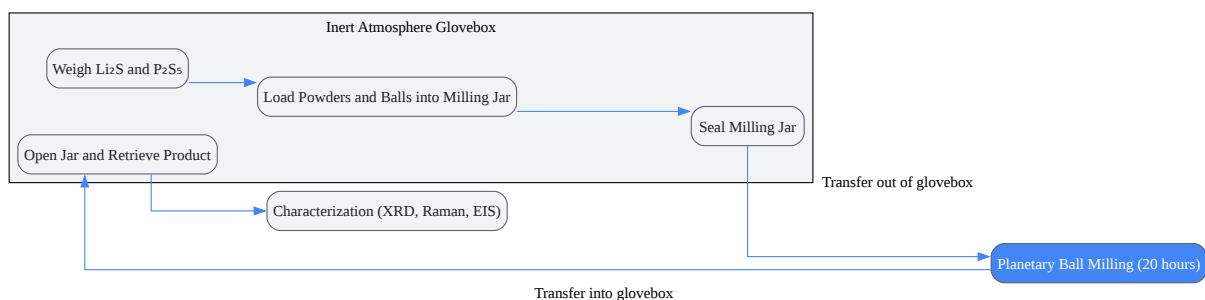 Inert Atmosphere Glovebox
Weigh Li₂S and P₂S₅
Load Powders and Balls into Milling Jar
Seal Milling Jar
Open Jar and Retrieve Product
Transfer out of glovebox
Characterization (XRD, Raman, EIS)
Planetary Ball Milling (20 hours)
Transfer into glovebox